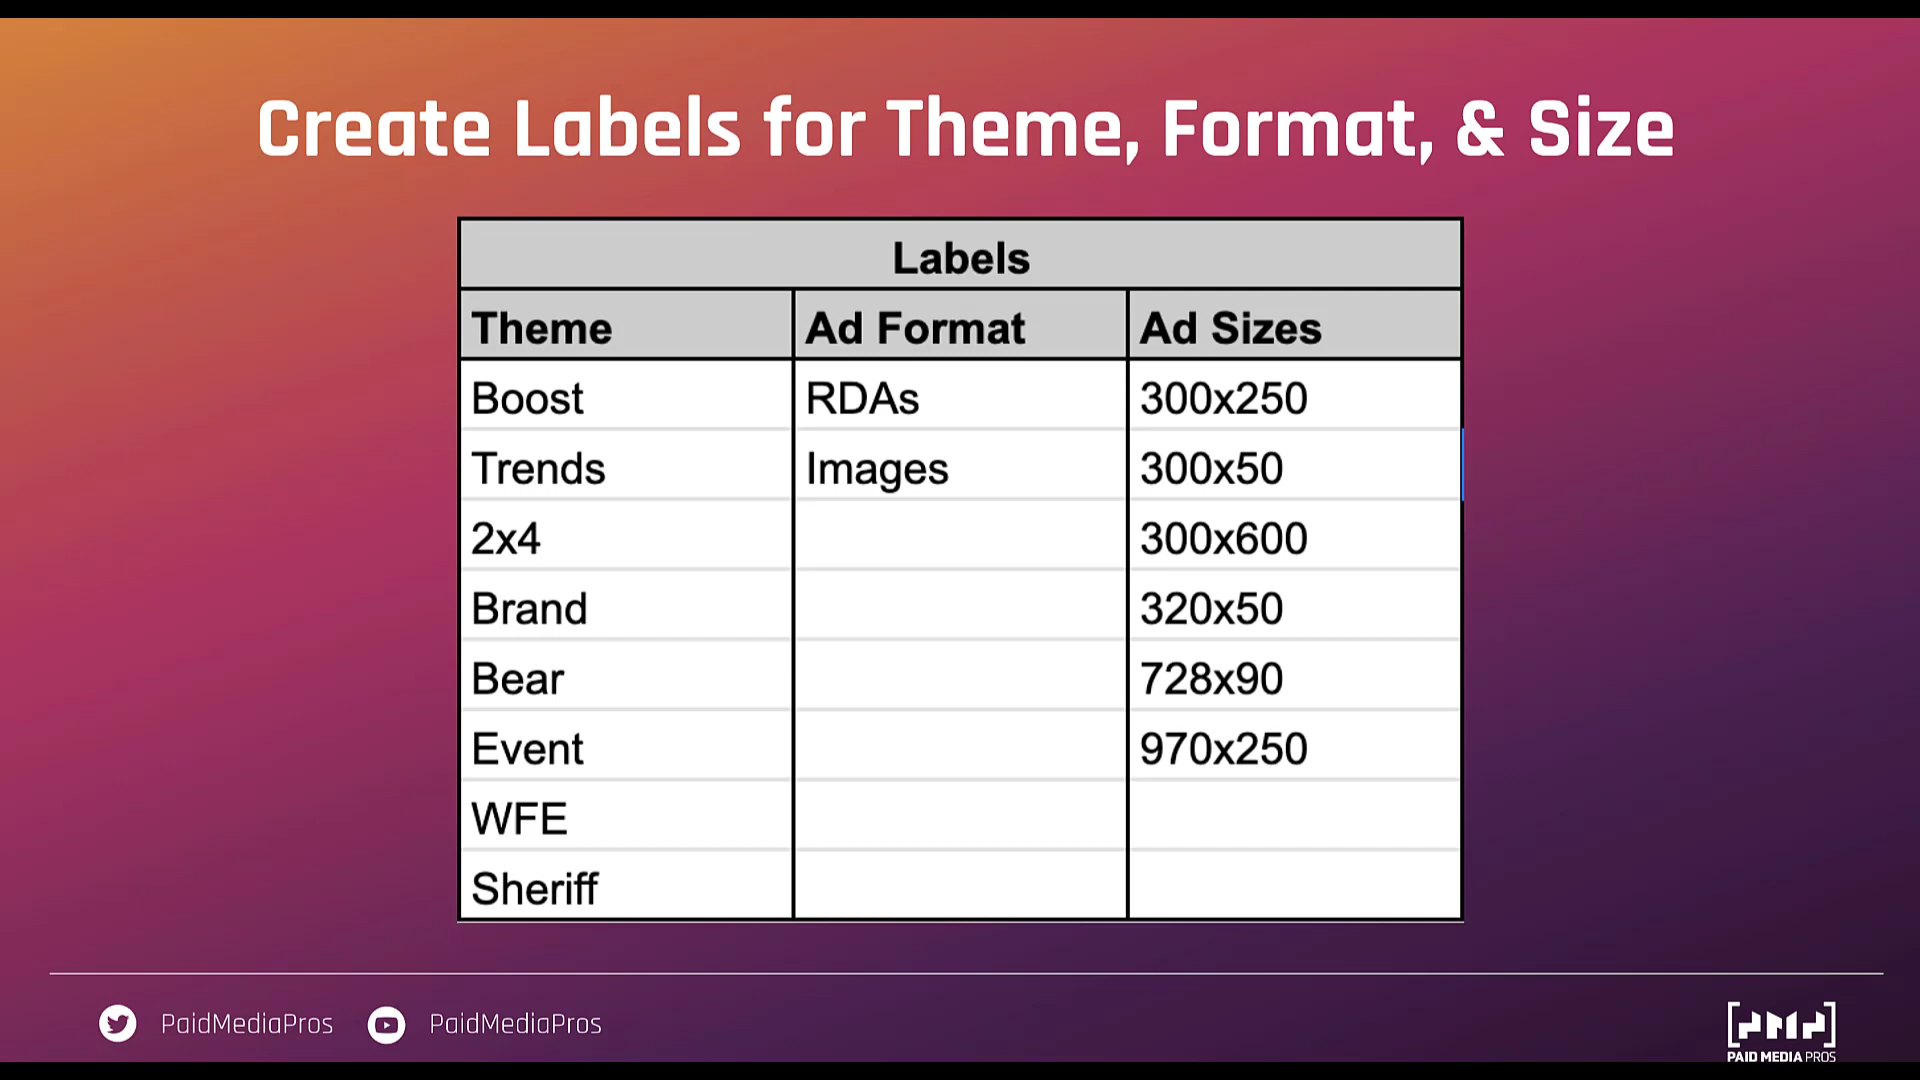 Create Labels for Theme, Format, & Size
Labels
Theme Ad Format Ad Sizes
Boost RDAs 300x250
Trends Images 300x50
2x4 300x600
Brand 320x50
Bear 728x90
Event 970x250
WFE
Sheriff
PaidMediaPros PaidMediaPros
PMP
PAID MEDIA PROS